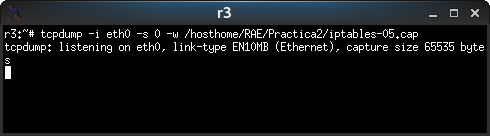 r3
r3:~# tcpdump -i eth0 -s 0 -w /hosthome/RAE/Practica2/iptables-05.cap
tcpdump: listening on eth0, link-type EN10MB (Ethernet), capture size 65535 byte
s